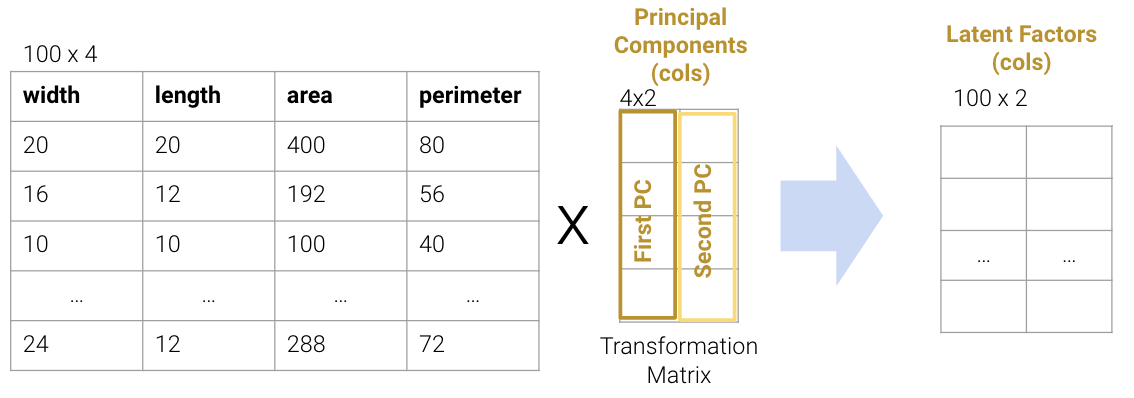 100 x 4
width length area perimeter
20 20 400 80
16 12 192 56
10 10 100 40
... ... ... ...
24 12 288 72
X
Principal
Components
(cols)
4x2
First PC
Second PC
Transformation
Matrix
Latent Factors
(cols)
100 x 2
... ...